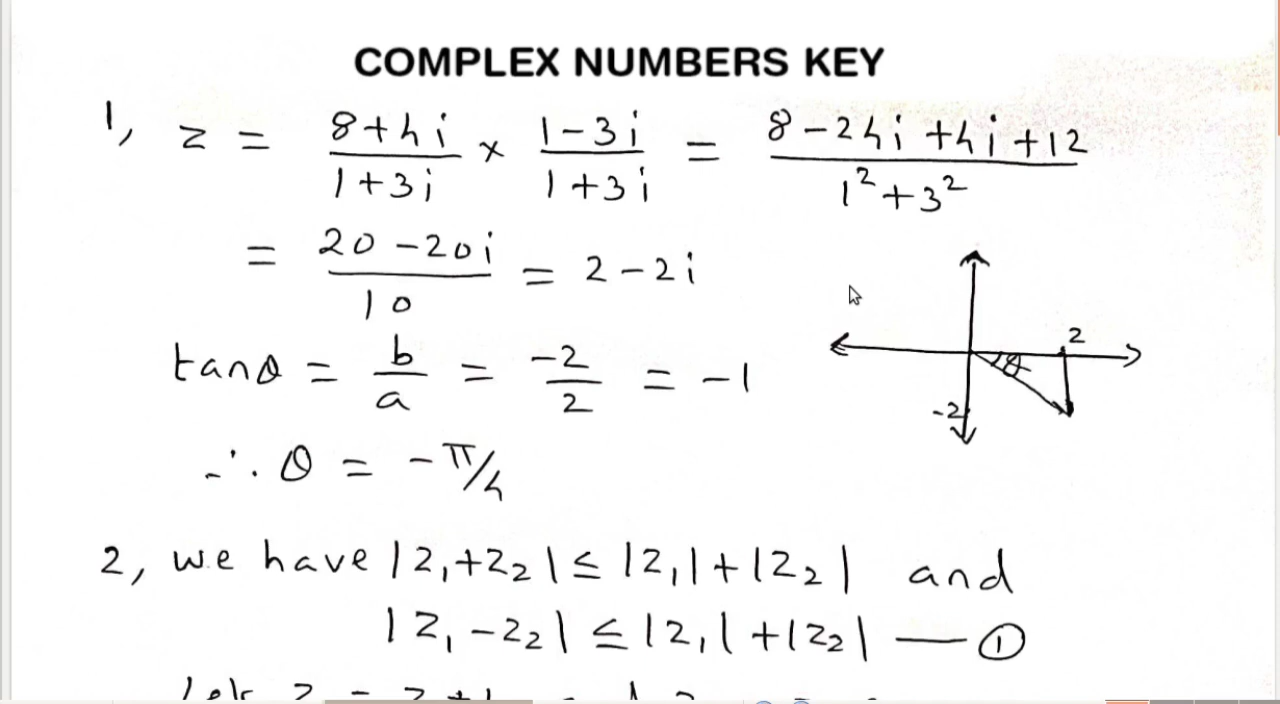 COMPLEX NUMBERS KEY
1, z = (8+4i)/(1+3i) × (1-3i)/(1+3i) = (8-24i+4i+12)/(1²+3²)
= (20-20i)/10 = 2-2i
tanθ = b/a = -2/2 = -1
2
-2
θ
∴ θ = -π/4
2, we have |z₁+z₂| ≤ |z₁|+|z₂| and
|z₁-z₂| ≤ |z₁|+|z₂| — ①